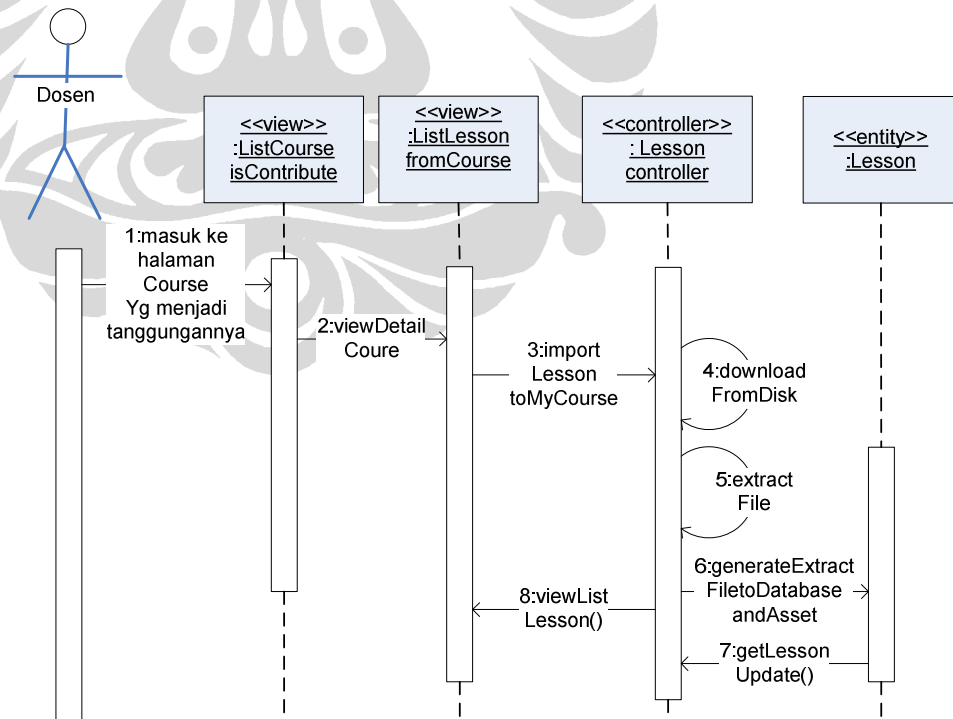 Dosen
<<view>>
:ListCourse
isContribute
<<view>>
:ListLesson
fromCourse
<<controller>>
: Lesson
controller
<<entity>>
:Lesson
1:masuk ke
halaman
Course
Yg menjadi
tanggungannya
2:viewDetail
Coure
3:import
Lesson
toMyCourse
4:download
FromDisk
5:extract
File
6:generateExtract
FiletoDatabase
andAsset
7:getLesson
Update()
8:viewList
Lesson()